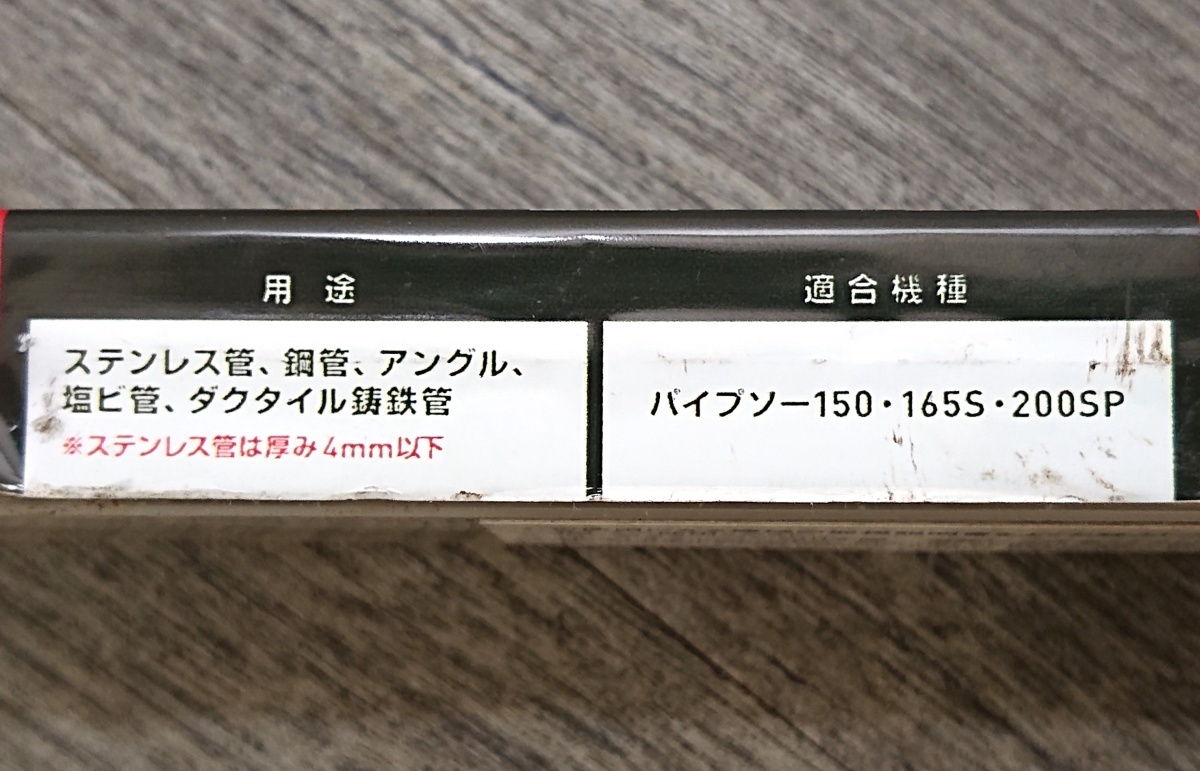 用途
ステンレス管、鋼管、アングル、
塩ビ管、ダクタイル鋳鉄管
※ステンレス管は厚み4mm以下
適合機種
パイプソー150・165S・200SP